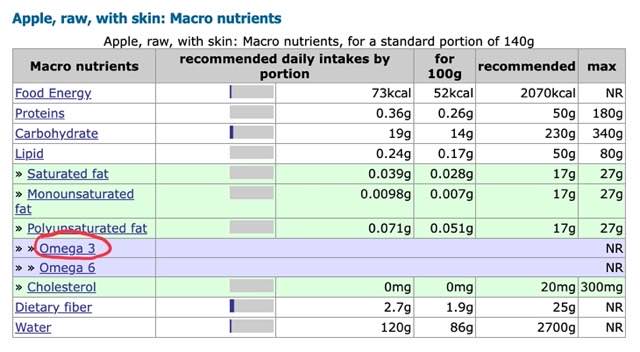 Apple, raw, with skin: Macro nutrients
Apple, raw, with skin: Macro nutrients, for a standard portion of 140g
Macro nutrients recommended daily intakes by portion for 100g recommended max
Food Energy 73kcal 52kcal 2070kcal NR
Proteins 0.36g 0.26g 50g 180g
Carbohydrate 19g 14g 230g 340g
Lipid 0.24g 0.17g 50g 80g
» Saturated fat 0.039g 0.028g 17g 27g
» Monounsaturated fat 0.0098g 0.007g 17g 27g
» Polyunsaturated fat 0.071g 0.051g 17g 27g
» » Omega 3 NR
» » Omega 6 NR
» Cholesterol 0mg 0mg 20mg 300mg
Dietary fiber 2.7g 1.9g 25g NR
Water 120g 86g 2700g NR